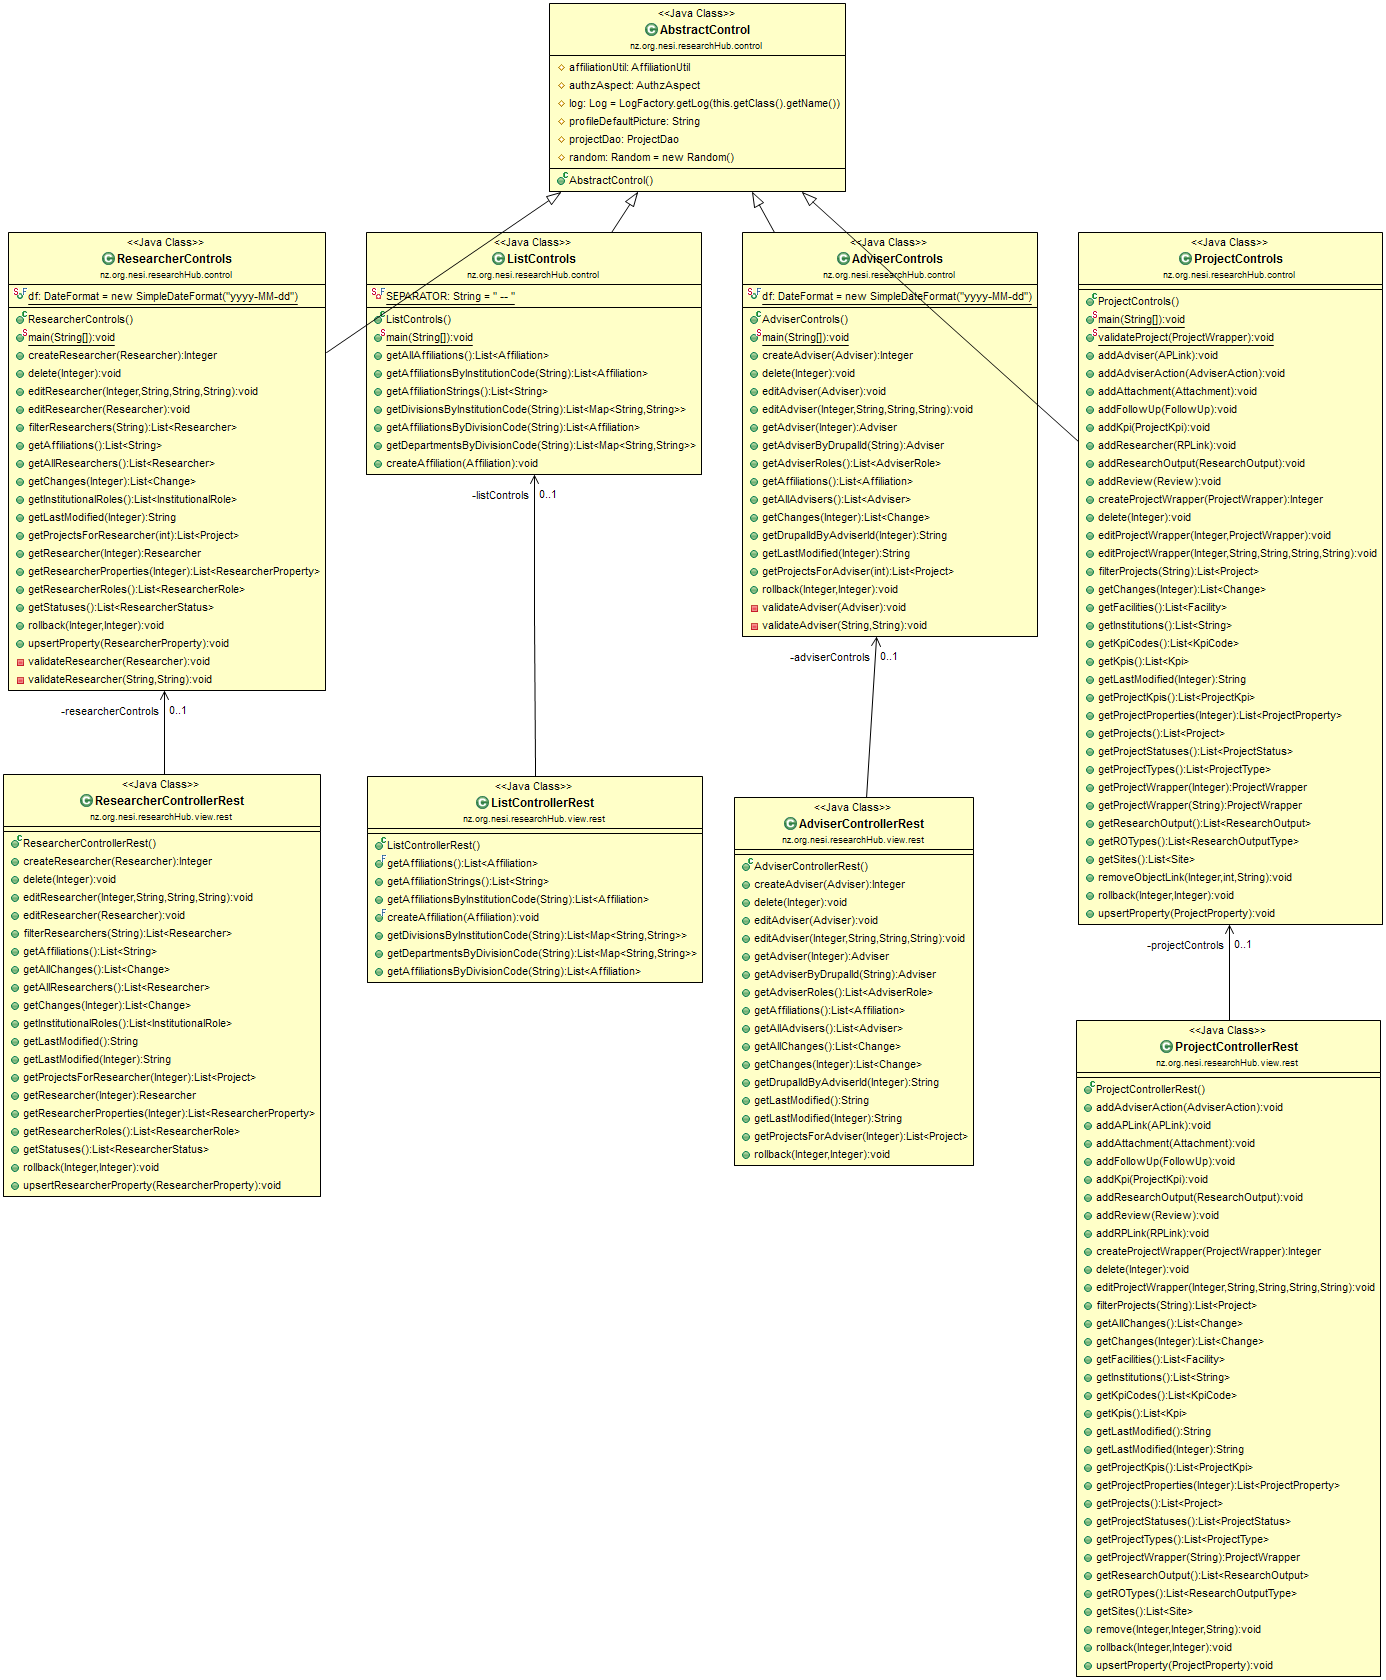 <<Java Class>>
AbstractControl
nz.org.nesi.researchHub.control
affiliationUtil: AffiliationUtil
authzAspect: AuthzAspect
log: Log = LogFactory.getLog(this.getClass().getName())
profileDefaultPicture: String
projectDao: ProjectDao
random: Random = new Random()
AbstractControl()
<<Java Class>>
ResearcherControls
nz.org.nesi.researchHub.control
df: DateFormat = new SimpleDateFormat("yyyy-MM-dd")
ResearcherControls()
main(String[]):void
createResearcher(Researcher):Integer
delete(Integer):void
editResearcher(Integer,String,String,String):void
editResearcher(Researcher):void
filterResearchers(String):List<Researcher>
getAffiliations():List<String>
getAllResearchers():List<Researcher>
getChanges(Integer):List<Change>
getInstitutionalRoles():List<InstitutionalRole>
getLastModified(Integer):String
getProjectsForResearcher(int):List<Project>
getResearcher(Integer):Researcher
getResearcherProperties(Integer):List<ResearcherProperty>
getResearcherRoles():List<ResearcherRole>
getStatuses():List<ResearcherStatus>
rollback(Integer,Integer):void
upsertProperty(ResearcherProperty):void
validateResearcher(Researcher):void
validateResearcher(String,String):void
<<Java Class>>
ListControls
nz.org.nesi.researchHub.control
SEPARATOR: String = " -- "
ListControls()
main(String[]):void
getAllAffiliations():List<Affiliation>
getAffiliationsByInstitutionCode(String):List<Affiliation>
getAffiliationStrings():List<String>
getDivisionsByInstitutionCode(String):List<Map<String,String>>
getAffiliationsByDivisionCode(String):List<Affiliation>
getDepartmentsByDivisionCode(String):List<Map<String,String>>
createAffiliation(Affiliation):void
<<Java Class>>
AdviserControls
nz.org.nesi.researchHub.control
df: DateFormat = new SimpleDateFormat("yyyy-MM-dd")
AdviserControls()
main(String[]):void
createAdviser(Adviser):Integer
delete(Integer):void
editAdviser(Adviser):void
editAdviser(Integer,String,String,String):void
getAdviser(Integer):Adviser
getAdviserByDrupalId(String):Adviser
getAdviserRoles():List<AdviserRole>
getAffiliations():List<Affiliation>
getAllAdvisers():List<Adviser>
getChanges(Integer):List<Change>
getDrupalIdByAdviserId(Integer):String
getLastModified(Integer):String
getProjectsForAdviser(int):List<Project>
rollback(Integer,Integer):void
validateAdviser(Adviser):void
validateAdviser(String,String):void
<<Java Class>>
ProjectControls
nz.org.nesi.researchHub.control
ProjectControls()
main(String[]):void
validateProject(ProjectWrapper):void
addAdviser(APLink):void
addAdviserAction(AdviserAction):void
addAttachment(Attachment):void
addFollowUp(FollowUp):void
addKpi(ProjectKpi):void
addResearcher(RPLink):void
addResearchOutput(ResearchOutput):void
addReview(Review):void
createProjectWrapper(ProjectWrapper):Integer
delete(Integer):void
editProjectWrapper(Integer,ProjectWrapper):void
editProjectWrapper(Integer,String,String,String,String):void
filterProjects(String):List<Project>
getChanges(Integer):List<Change>
getFacilities():List<Facility>
getInstitutions():List<String>
getKpiCodes():List<KpiCode>
getKpis():List<Kpi>
getLastModified(Integer):String
getProjectKpis():List<ProjectKpi>
getProjectProperties(Integer):List<ProjectProperty>
getProjects():List<Project>
getProjectStatuses():List<ProjectStatus>
getProjectTypes():List<ProjectType>
getProjectWrapper(Integer):ProjectWrapper
getProjectWrapper(String):ProjectWrapper
getResearchOutput():List<ResearchOutput>
getROTypes():List<ResearchOutputType>
getSites():List<Site>
removeObjectLink(Integer,int,String):void
rollback(Integer,Integer):void
upsertProperty(ProjectProperty):void
-researcherControls 0..1
-listControls 0..1
-adviserControls 0..1
-projectControls 0..1
<<Java Class>>
ResearcherControllerRest
nz.org.nesi.researchHub.view.rest
ResearcherControllerRest()
createResearcher(Researcher):Integer
delete(Integer):void
editResearcher(Integer,String,String,String):void
editResearcher(Researcher):void
filterResearchers(String):List<Researcher>
getAffiliations():List<String>
getAllChanges():List<Change>
getAllResearchers():List<Researcher>
getChanges(Integer):List<Change>
getInstitutionalRoles():List<InstitutionalRole>
getLastModified():String
getLastModified(Integer):String
getProjectsForResearcher(Integer):List<Project>
getResearcher(Integer):Researcher
getResearcherProperties(Integer):List<ResearcherProperty>
getResearcherRoles():List<ResearcherRole>
getStatuses():List<ResearcherStatus>
rollback(Integer,Integer):void
upsertResearcherProperty(ResearcherProperty):void
<<Java Class>>
ListControllerRest
nz.org.nesi.researchHub.view.rest
ListControllerRest()
getAffiliations():List<Affiliation>
getAffiliationStrings():List<String>
getAffiliationsByInstitutionCode(String):List<Affiliation>
createAffiliation(Affiliation):void
getDivisionsByInstitutionCode(String):List<Map<String,String>>
getDepartmentsByDivisionCode(String):List<Map<String,String>>
getAffiliationsByDivisionCode(String):List<Affiliation>
<<Java Class>>
AdviserControllerRest
nz.org.nesi.researchHub.view.rest
AdviserControllerRest()
createAdviser(Adviser):Integer
delete(Integer):void
editAdviser(Adviser):void
editAdviser(Integer,String,String,String):void
getAdviser(Integer):Adviser
getAdviserByDrupalId(String):Adviser
getAdviserRoles():List<AdviserRole>
getAffiliations():List<Affiliation>
getAllAdvisers():List<Adviser>
getAllChanges():List<Change>
getChanges(Integer):List<Change>
getDrupalIdByAdviserId(Integer):String
getLastModified():String
getLastModified(Integer):String
getProjectsForAdviser(Integer):List<Project>
rollback(Integer,Integer):void
<<Java Class>>
ProjectControllerRest
nz.org.nesi.researchHub.view.rest
ProjectControllerRest()
addAdviserAction(AdviserAction):void
addAPLink(APLink):void
addAttachment(Attachment):void
addFollowUp(FollowUp):void
addKpi(ProjectKpi):void
addResearchOutput(ResearchOutput):void
addReview(Review):void
addRPLink(RPLink):void
createProjectWrapper(ProjectWrapper):Integer
delete(Integer):void
editProjectWrapper(Integer,String,String,String,String):void
filterProjects(String):List<Project>
getAllChanges():List<Change>
getChanges(Integer):List<Change>
getFacilities():List<Facility>
getInstitutions():List<String>
getKpiCodes():List<KpiCode>
getKpis():List<Kpi>
getLastModified():String
getLastModified(Integer):String
getProjectKpis():List<ProjectKpi>
getProjectProperties(Integer):List<ProjectProperty>
getProjects():List<Project>
getProjectStatuses():List<ProjectStatus>
getProjectTypes():List<ProjectType>
getProjectWrapper(String):ProjectWrapper
getResearchOutput():List<ResearchOutput>
getROTypes():List<ResearchOutputType>
getSites():List<Site>
remove(Integer,Integer,String):void
rollback(Integer,Integer):void
upsertProperty(ProjectProperty):void